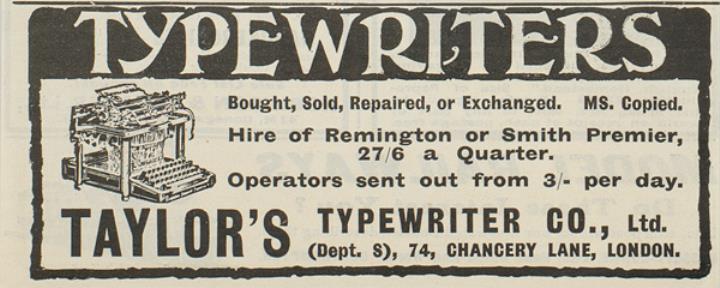 TYPEWRITERS
Bought, Sold, Repaired, or Exchanged. MS. Copied.
Hire of Remington or Smith Premier,
27/6 a Quarter.
Operators sent out from 3/- per day.
TAYLOR'S TYPEWRITER CO., Ltd.
(Dept. S), 74, CHANCERY LANE, LONDON.